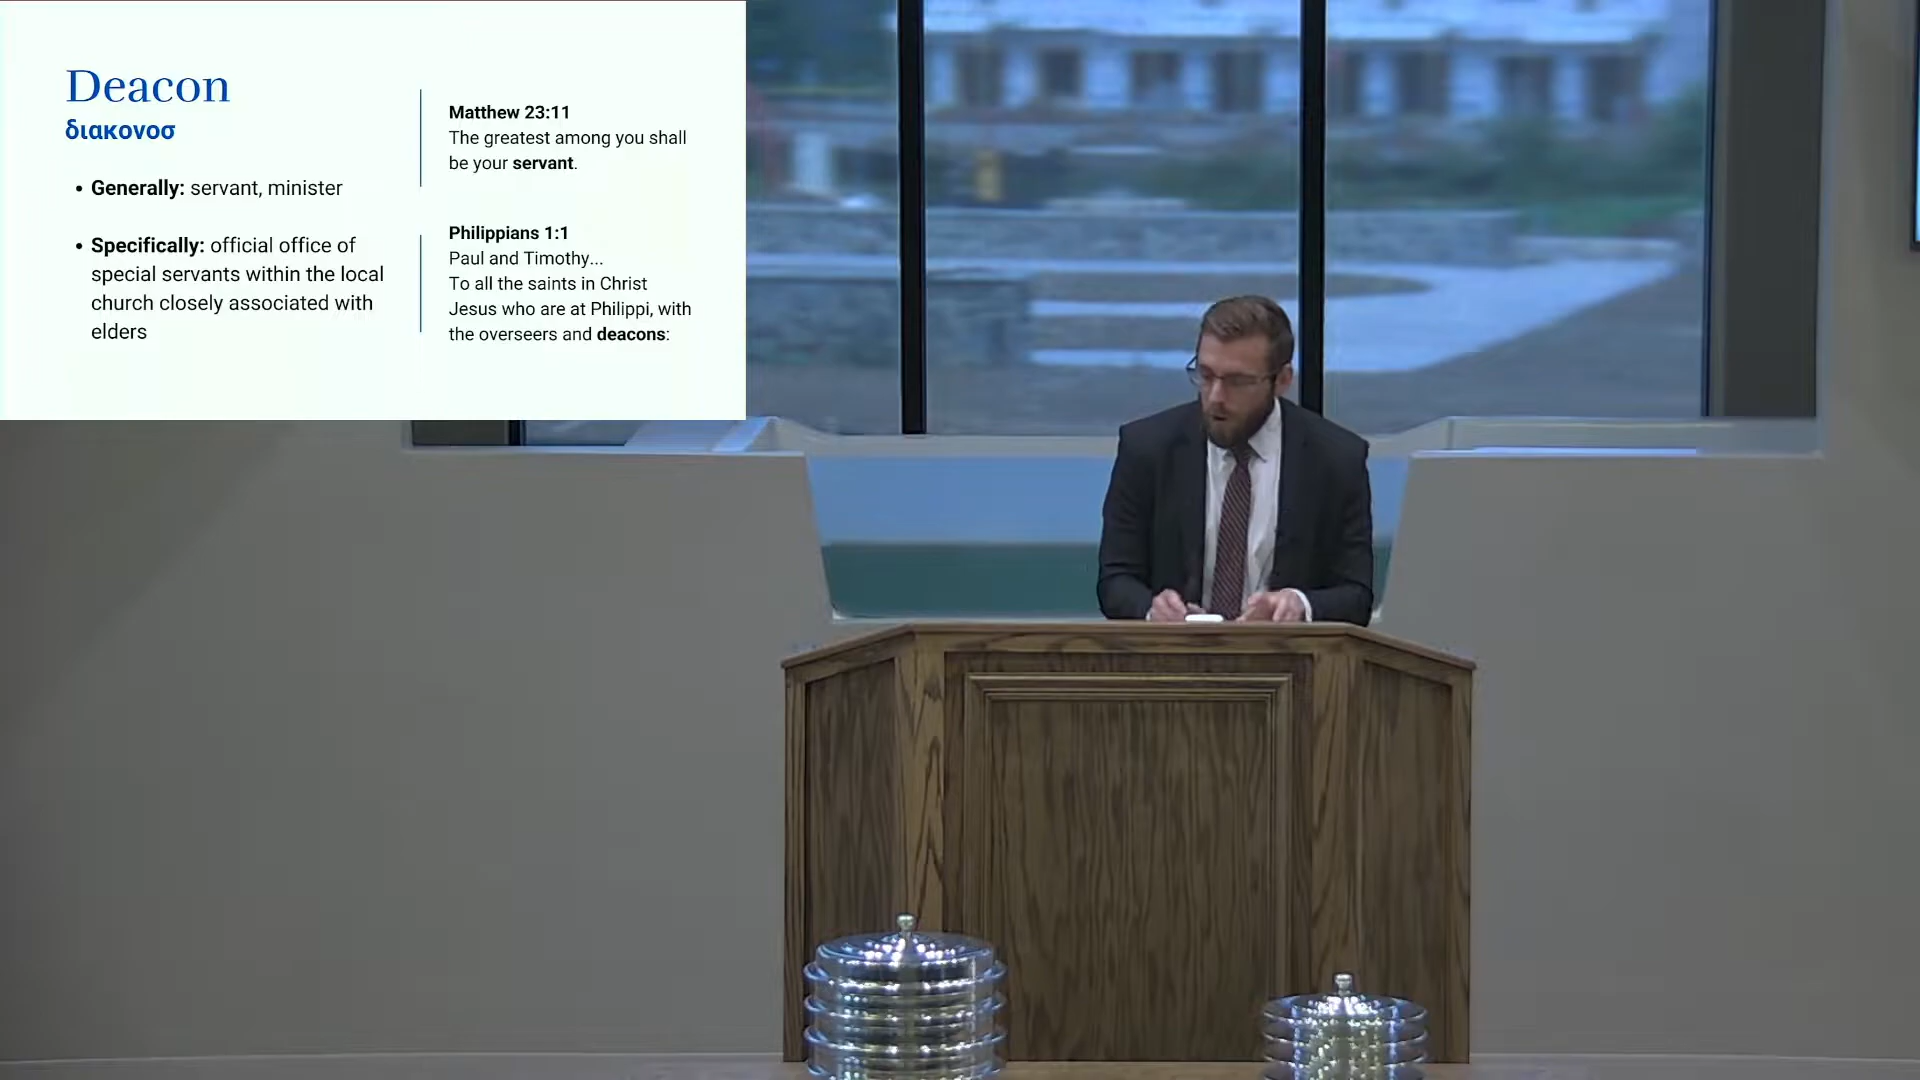 Deacon
διακονοσ
• Generally: servant, minister
• Specifically: official office of
special servants within the local
church closely associated with
elders
Matthew 23:11
The greatest among you shall
be your servant.
Philippians 1:1
Paul and Timothy...
To all the saints in Christ
Jesus who are at Philippi, with
the overseers and deacons: